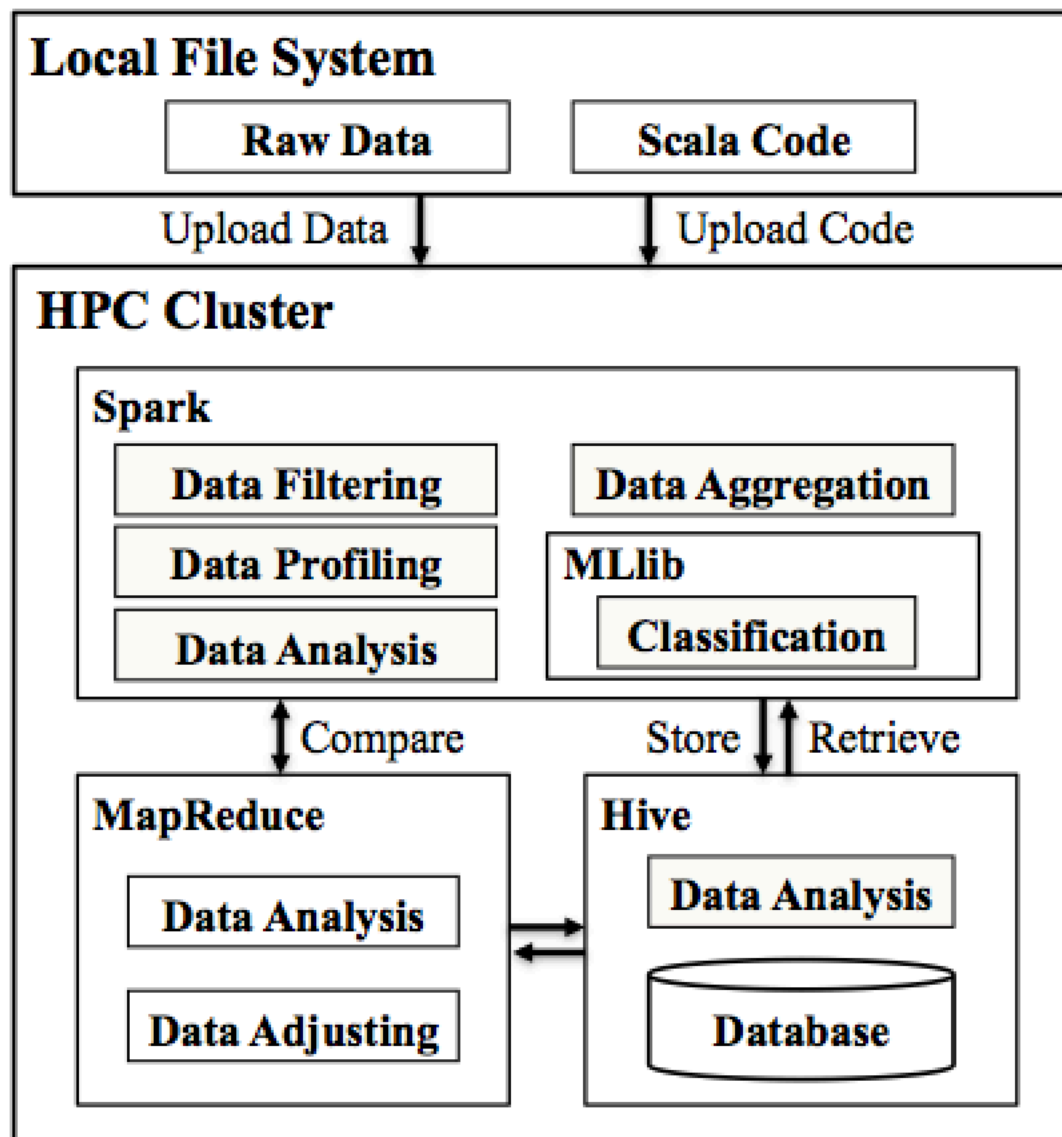 Local File System
Raw Data
Scala Code
Upload Data
Upload Code
HPC Cluster
Spark
Data Filtering
Data Aggregation
Data Profiling
MLlib
Classification
Data Analysis
Compare
Store
Retrieve
MapReduce
Data Analysis
Data Adjusting
Hive
Data Analysis
Database